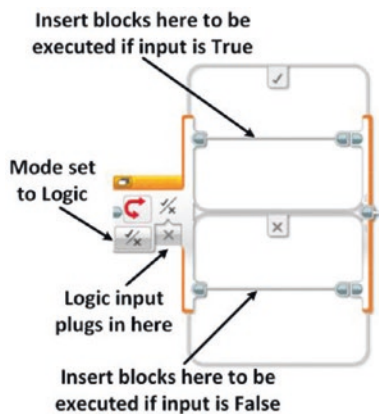 Insert blocks here to be
executed if input is True
Mode set
to Logic
Logic input
plugs in here
Insert blocks here to be
executed if input is False